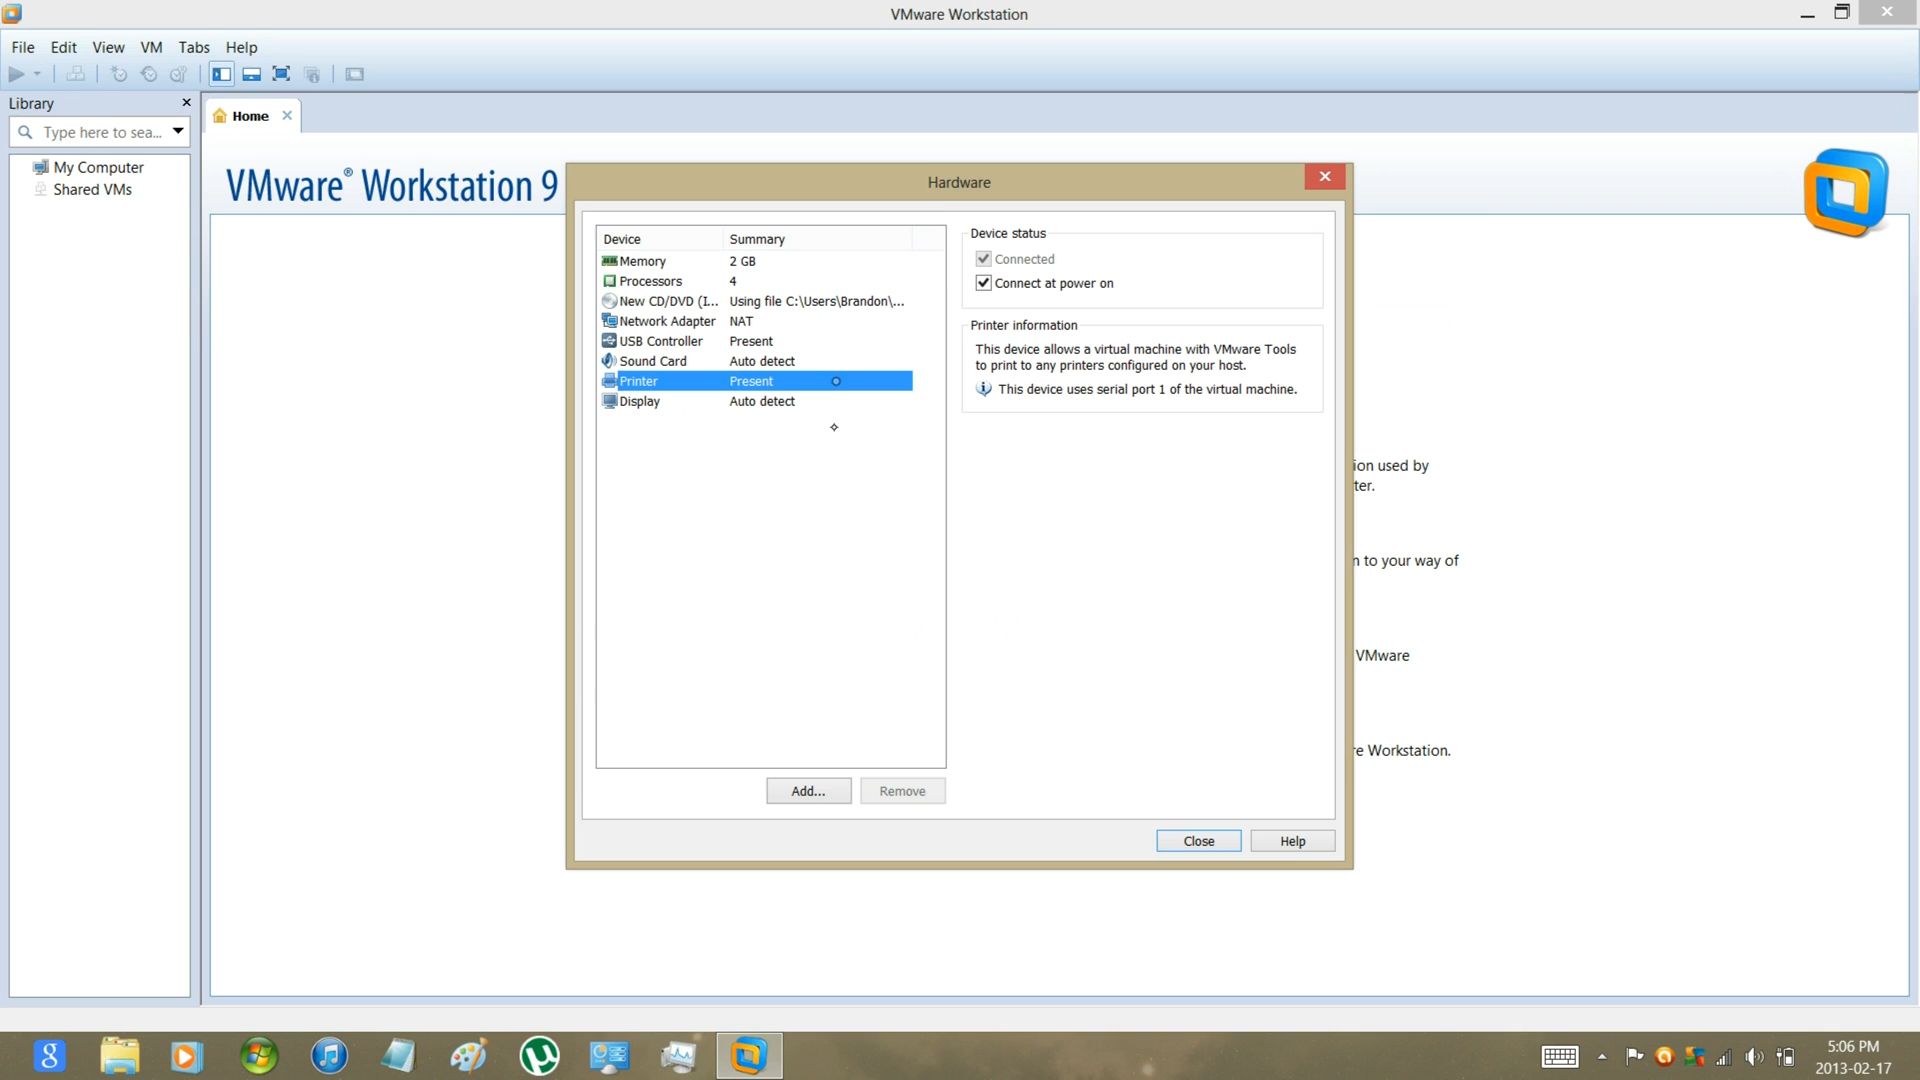 VMware Workstation
File Edit View VM Tabs Help
Library
Type here to sea...
Home
My Computer
Shared VMs
VMware® Workstation 9
Hardware
Device Summary
Memory 2 GB
Processors 4
New CD/DVD (I... Using file C:\Users\Brandon\...
Network Adapter NAT
USB Controller Present
Sound Card Auto detect
Printer Present
Display Auto detect
Add...
Remove
Device status
Connected
Connect at power on
Printer information
This device allows a virtual machine with VMware Tools
to print to any printers configured on your host.
This device uses serial port 1 of the virtual machine.
Close
Help
ion used by
ter.
n to your way of
VMware
re Workstation.
5:06 PM
2013-02-17